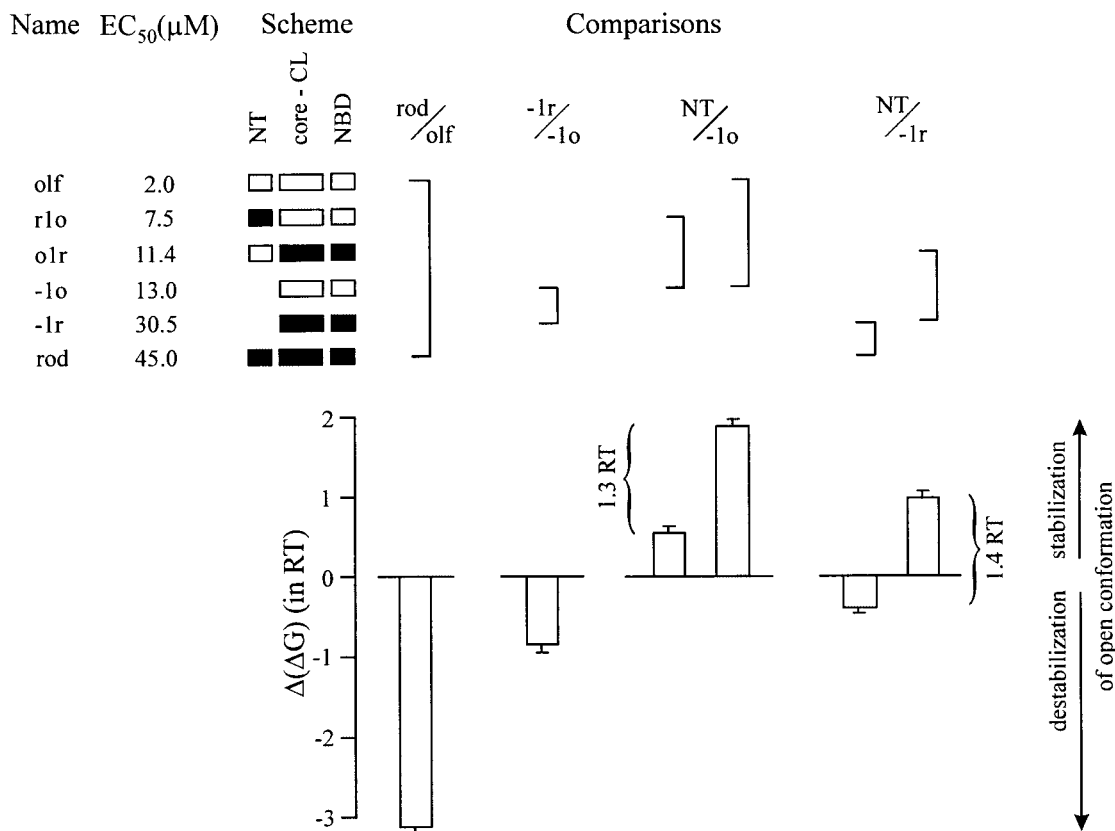 Name EC50(μM) Scheme Comparisons
NT core - CL NBD
rod/olf -1r/-1o NT/-1o NT/-1r
olf 2.0
r1o 7.5
o1r 11.4
-1o 13.0
-1r 30.5
rod 45.0
Δ(ΔG) (in RT)
2
1
0
-1
-2
-3
1.3 RT
1.4 RT
destabilization stabilization
of open conformation